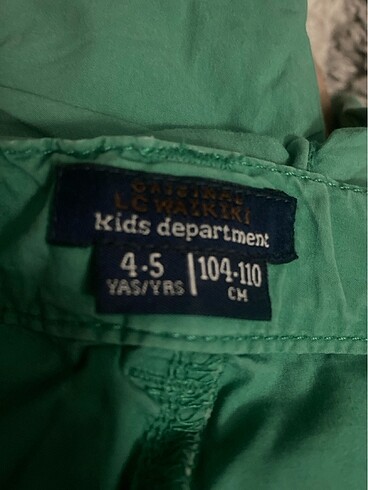 ORIGINAL
LC WAIKIKI
Kids department
4-5 | 104-110
YAS/YRS CM